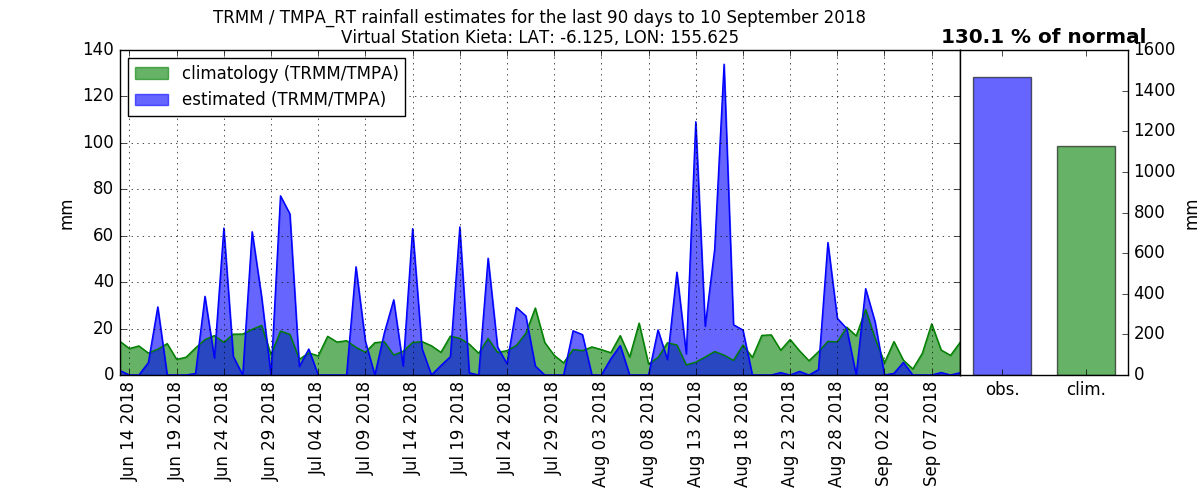 TRMM / TMPA_RT rainfall estimates for the last 90 days to 10 September 2018
Virtual Station Kieta: LAT: -6.125, LON: 155.625
130.1 % of normal
climatology (TRMM/TMPA)
estimated (TRMM/TMPA)
mm
140
120
100
80
60
40
20
0
Jun 14 2018
Jun 19 2018
Jun 24 2018
Jun 29 2018
Jul 04 2018
Jul 09 2018
Jul 14 2018
Jul 19 2018
Jul 24 2018
Jul 29 2018
Aug 03 2018
Aug 08 2018
Aug 13 2018
Aug 18 2018
Aug 23 2018
Aug 28 2018
Sep 02 2018
Sep 07 2018
obs.
clim.
1600
1400
1200
1000
800
600
400
200
0
mm